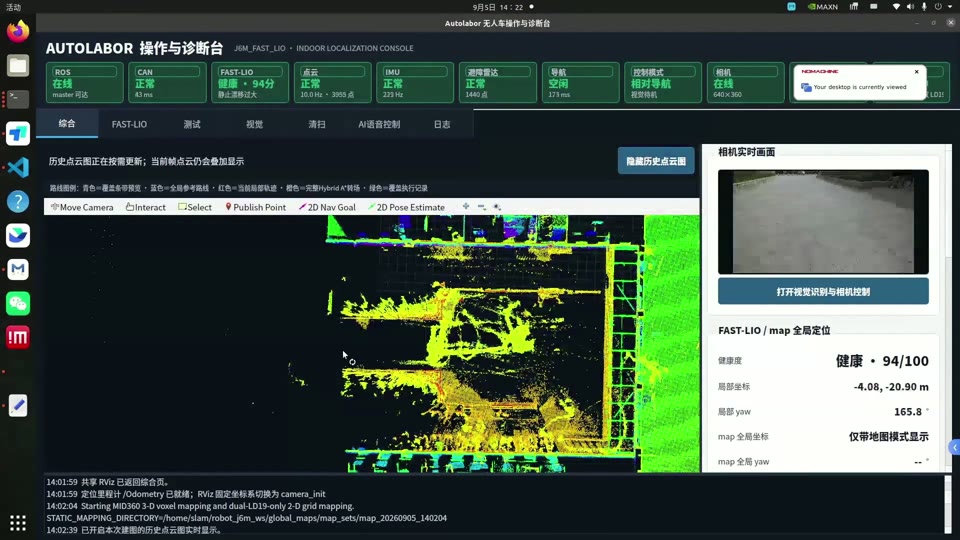 活动
9月5日 14：22
MAXN
Autolabor 无人车操作与诊断台
AUTOLABOR 操作与诊断台
J6M_FAST_LIO • INDOOR LOCALIZATION CONSOLE
ROS
在线
master 可达
CAN
正常
43 ms
FAST-LIO
健康 · 94分
静止漂移过大
点云
正常
10.0 Hz · 3955 点
IMU
正常
223 Hz
避障雷达
正常
1440 点
导航
空闲
173 ms
控制模式
相对导航
视觉待机
相机
在线
640×360
NOMACHINE
Your desktop is currently viewed
综合
FAST-LIO
测试
视觉
清扫
AI语音控制
日志
历史点云图正在按需更新；当前帧点云仍会叠加显示
隐藏历史点云图
路线图例：青色=覆盖条带预览 · 蓝色=全局参考路线 · 红色=当前局部轨迹 · 橙色=完整Hybrid A*转场 · 绿色=覆盖执行记录
Move Camera
Interact
Select
Publish Point
2D Nav Goal
2D Pose Estimate
相机实时画面
打开视觉识别与相机控制
FAST-LIO / map 全局定位
健康度
健康 · 94/100
局部坐标
-4.08, -20.90 m
局部 yaw
165.8 °
map 全局坐标
仅带地图模式显示
map 全局 yaw
-- °
14:01:59 共享 RViz 已返回综合页。
14:01:59 定位里程计 /Odometry 已就绪；RViz 固定坐标系切换为 camera_init
14:02:04 Starting MID360 3-D voxel mapping and dual-LD19-only 2-D grid mapping.
STATIC_MAPPING_DIRECTORY=/home/slam/robot_j6m_ws/global_maps/map_sets/map_20260905_140204
14:02:39 已开启本次建图的历史点云图实时显示。